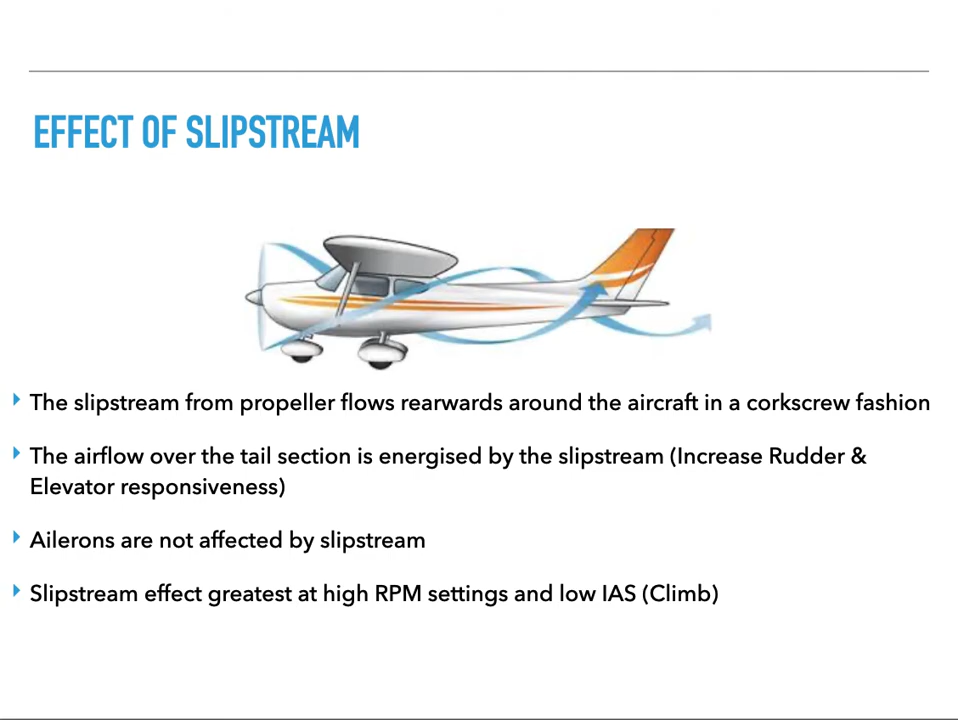 EFFECT OF SLIPSTREAM
The slipstream from propeller flows rearwards around the aircraft in a corkscrew fashion
The airflow over the tail section is energised by the slipstream (Increase Rudder &
Elevator responsiveness)
Ailerons are not affected by slipstream
Slipstream effect greatest at high RPM settings and low IAS (Climb)